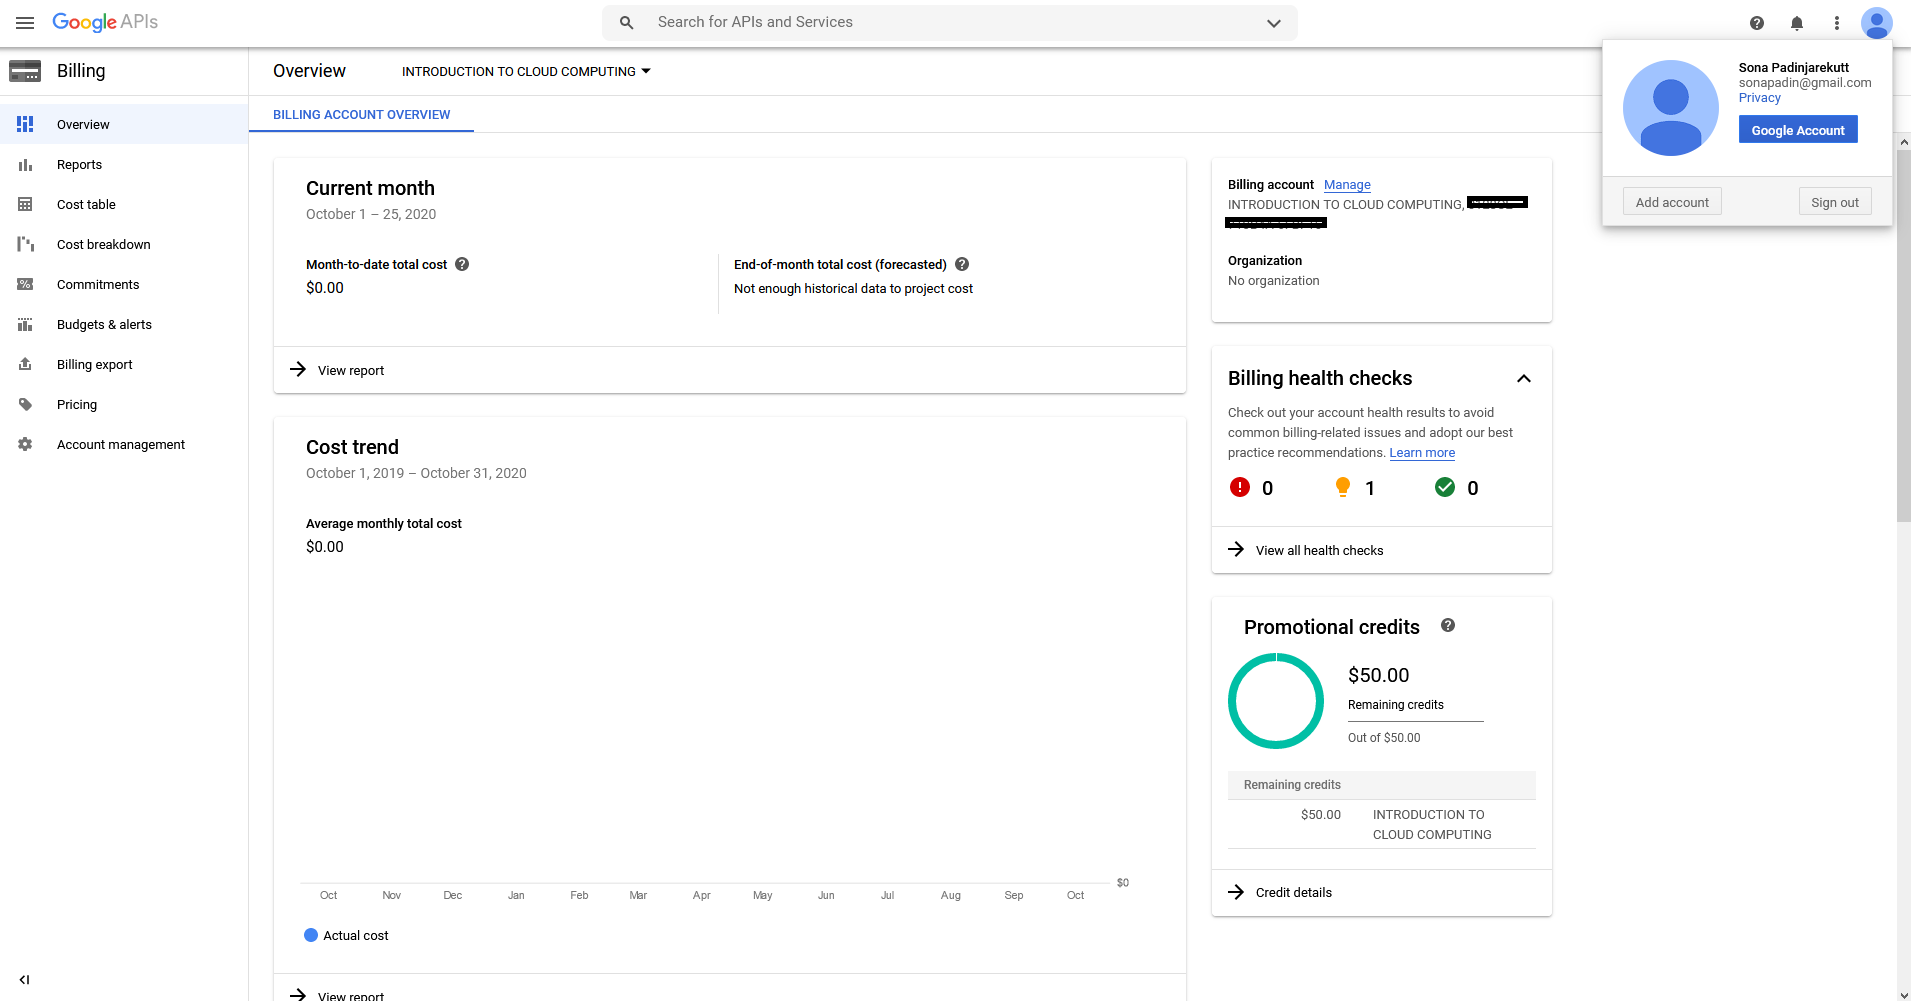 Google APIs
Search for APIs and Services
Billing
Overview
INTRODUCTION TO CLOUD COMPUTING
Sona Padinjarekutt
sonapadin@gmail.com
Privacy
Google Account
Add account
Sign out
Overview
Reports
Cost table
Cost breakdown
Commitments
Budgets & alerts
Billing export
Pricing
Account management
BILLING ACCOUNT OVERVIEW
Current month
October 1 – 25, 2020
Month-to-date total cost
$0.00
End-of-month total cost (forecasted)
Not enough historical data to project cost
View report
Cost trend
October 1, 2019 – October 31, 2020
Average monthly total cost
$0.00
$0
Oct Nov Dec Jan Feb Mar Apr May Jun Jul Aug Sep Oct
Actual cost
View report
Billing account Manage
INTRODUCTION TO CLOUD COMPUTING,
Organization
No organization
Billing health checks
Check out your account health results to avoid
common billing-related issues and adopt our best
practice recommendations. Learn more
0 1 0
View all health checks
Promotional credits
$50.00
Remaining credits
Out of $50.00
Remaining credits
$50.00 INTRODUCTION TO
CLOUD COMPUTING
Credit details